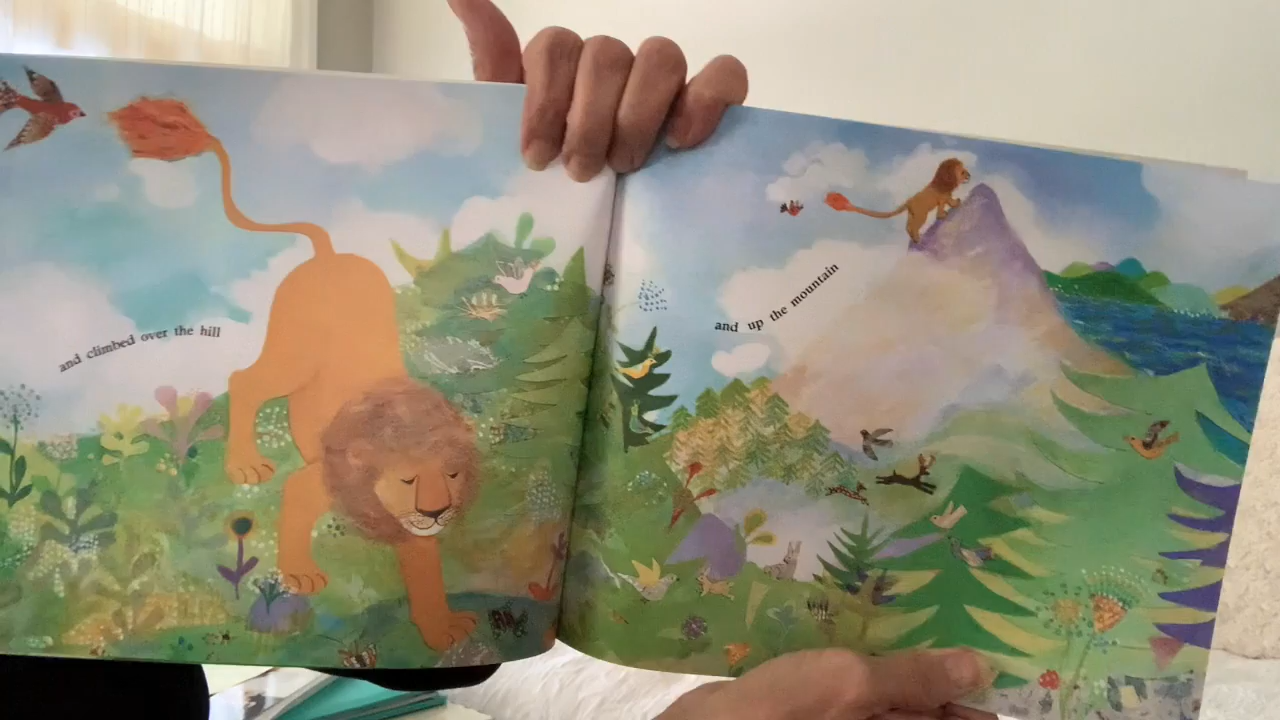 and climbed over the hill
and up the mountain